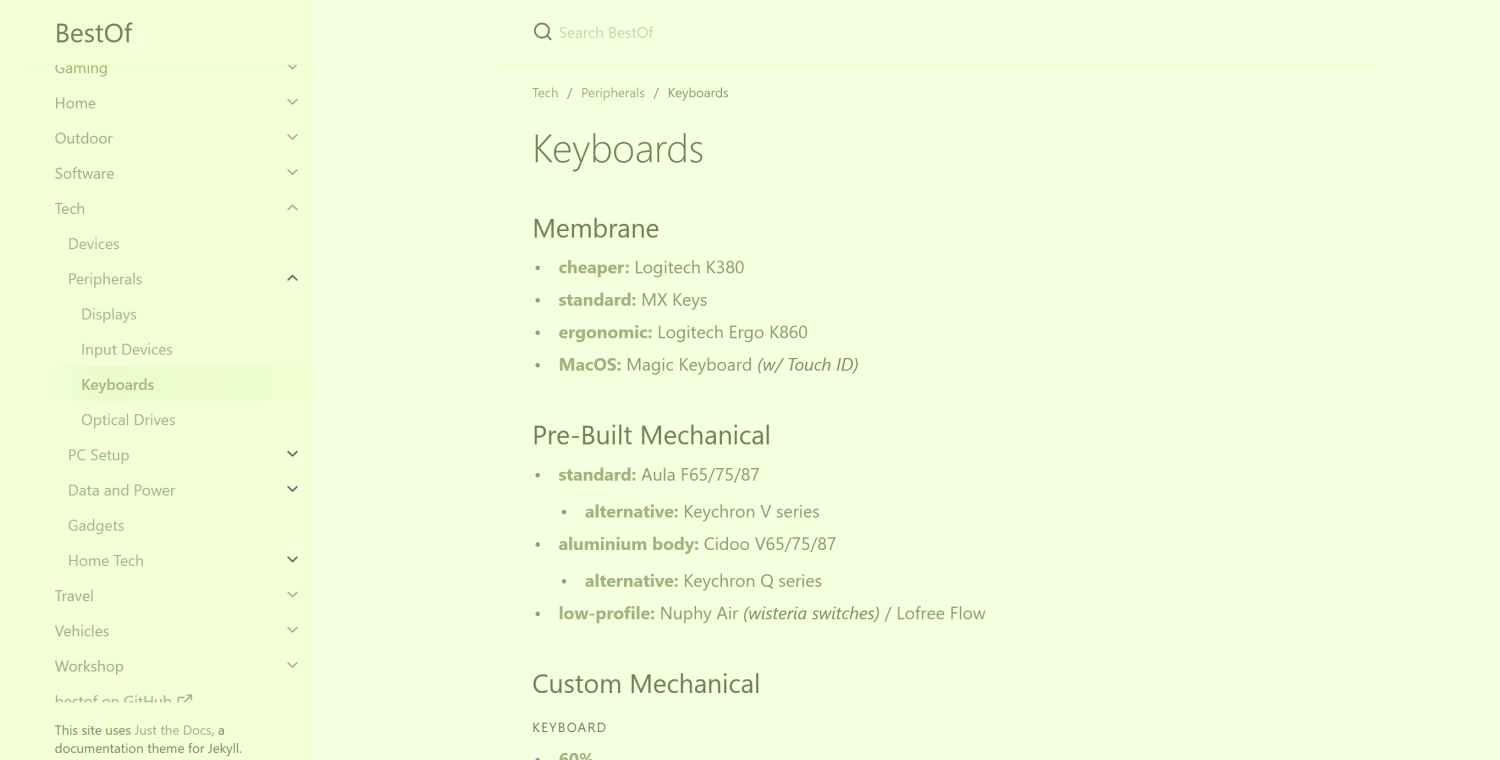 BestOf
Gaming
Home
Outdoor
Software
Tech
Devices
Peripherals
Displays
Input Devices
Keyboards
Optical Drives
PC Setup
Data and Power
Gadgets
Home Tech
Travel
Vehicles
Workshop
bestof on GitHub
This site uses Just the Docs, a
documentation theme for Jekyll.
Search BestOf
Tech / Peripherals / Keyboards
Keyboards
Membrane
• cheaper: Logitech K380
• standard: MX Keys
• ergonomic: Logitech Ergo K860
• MacOS: Magic Keyboard (w/ Touch ID)
Pre-Built Mechanical
• standard: Aula F65/75/87
• alternative: Keychron V series
• aluminium body: Cidoo V65/75/87
• alternative: Keychron Q series
• low-profile: Nuphy Air (wisteria switches) / Lofree Flow
Custom Mechanical
KEYBOARD
• 60%